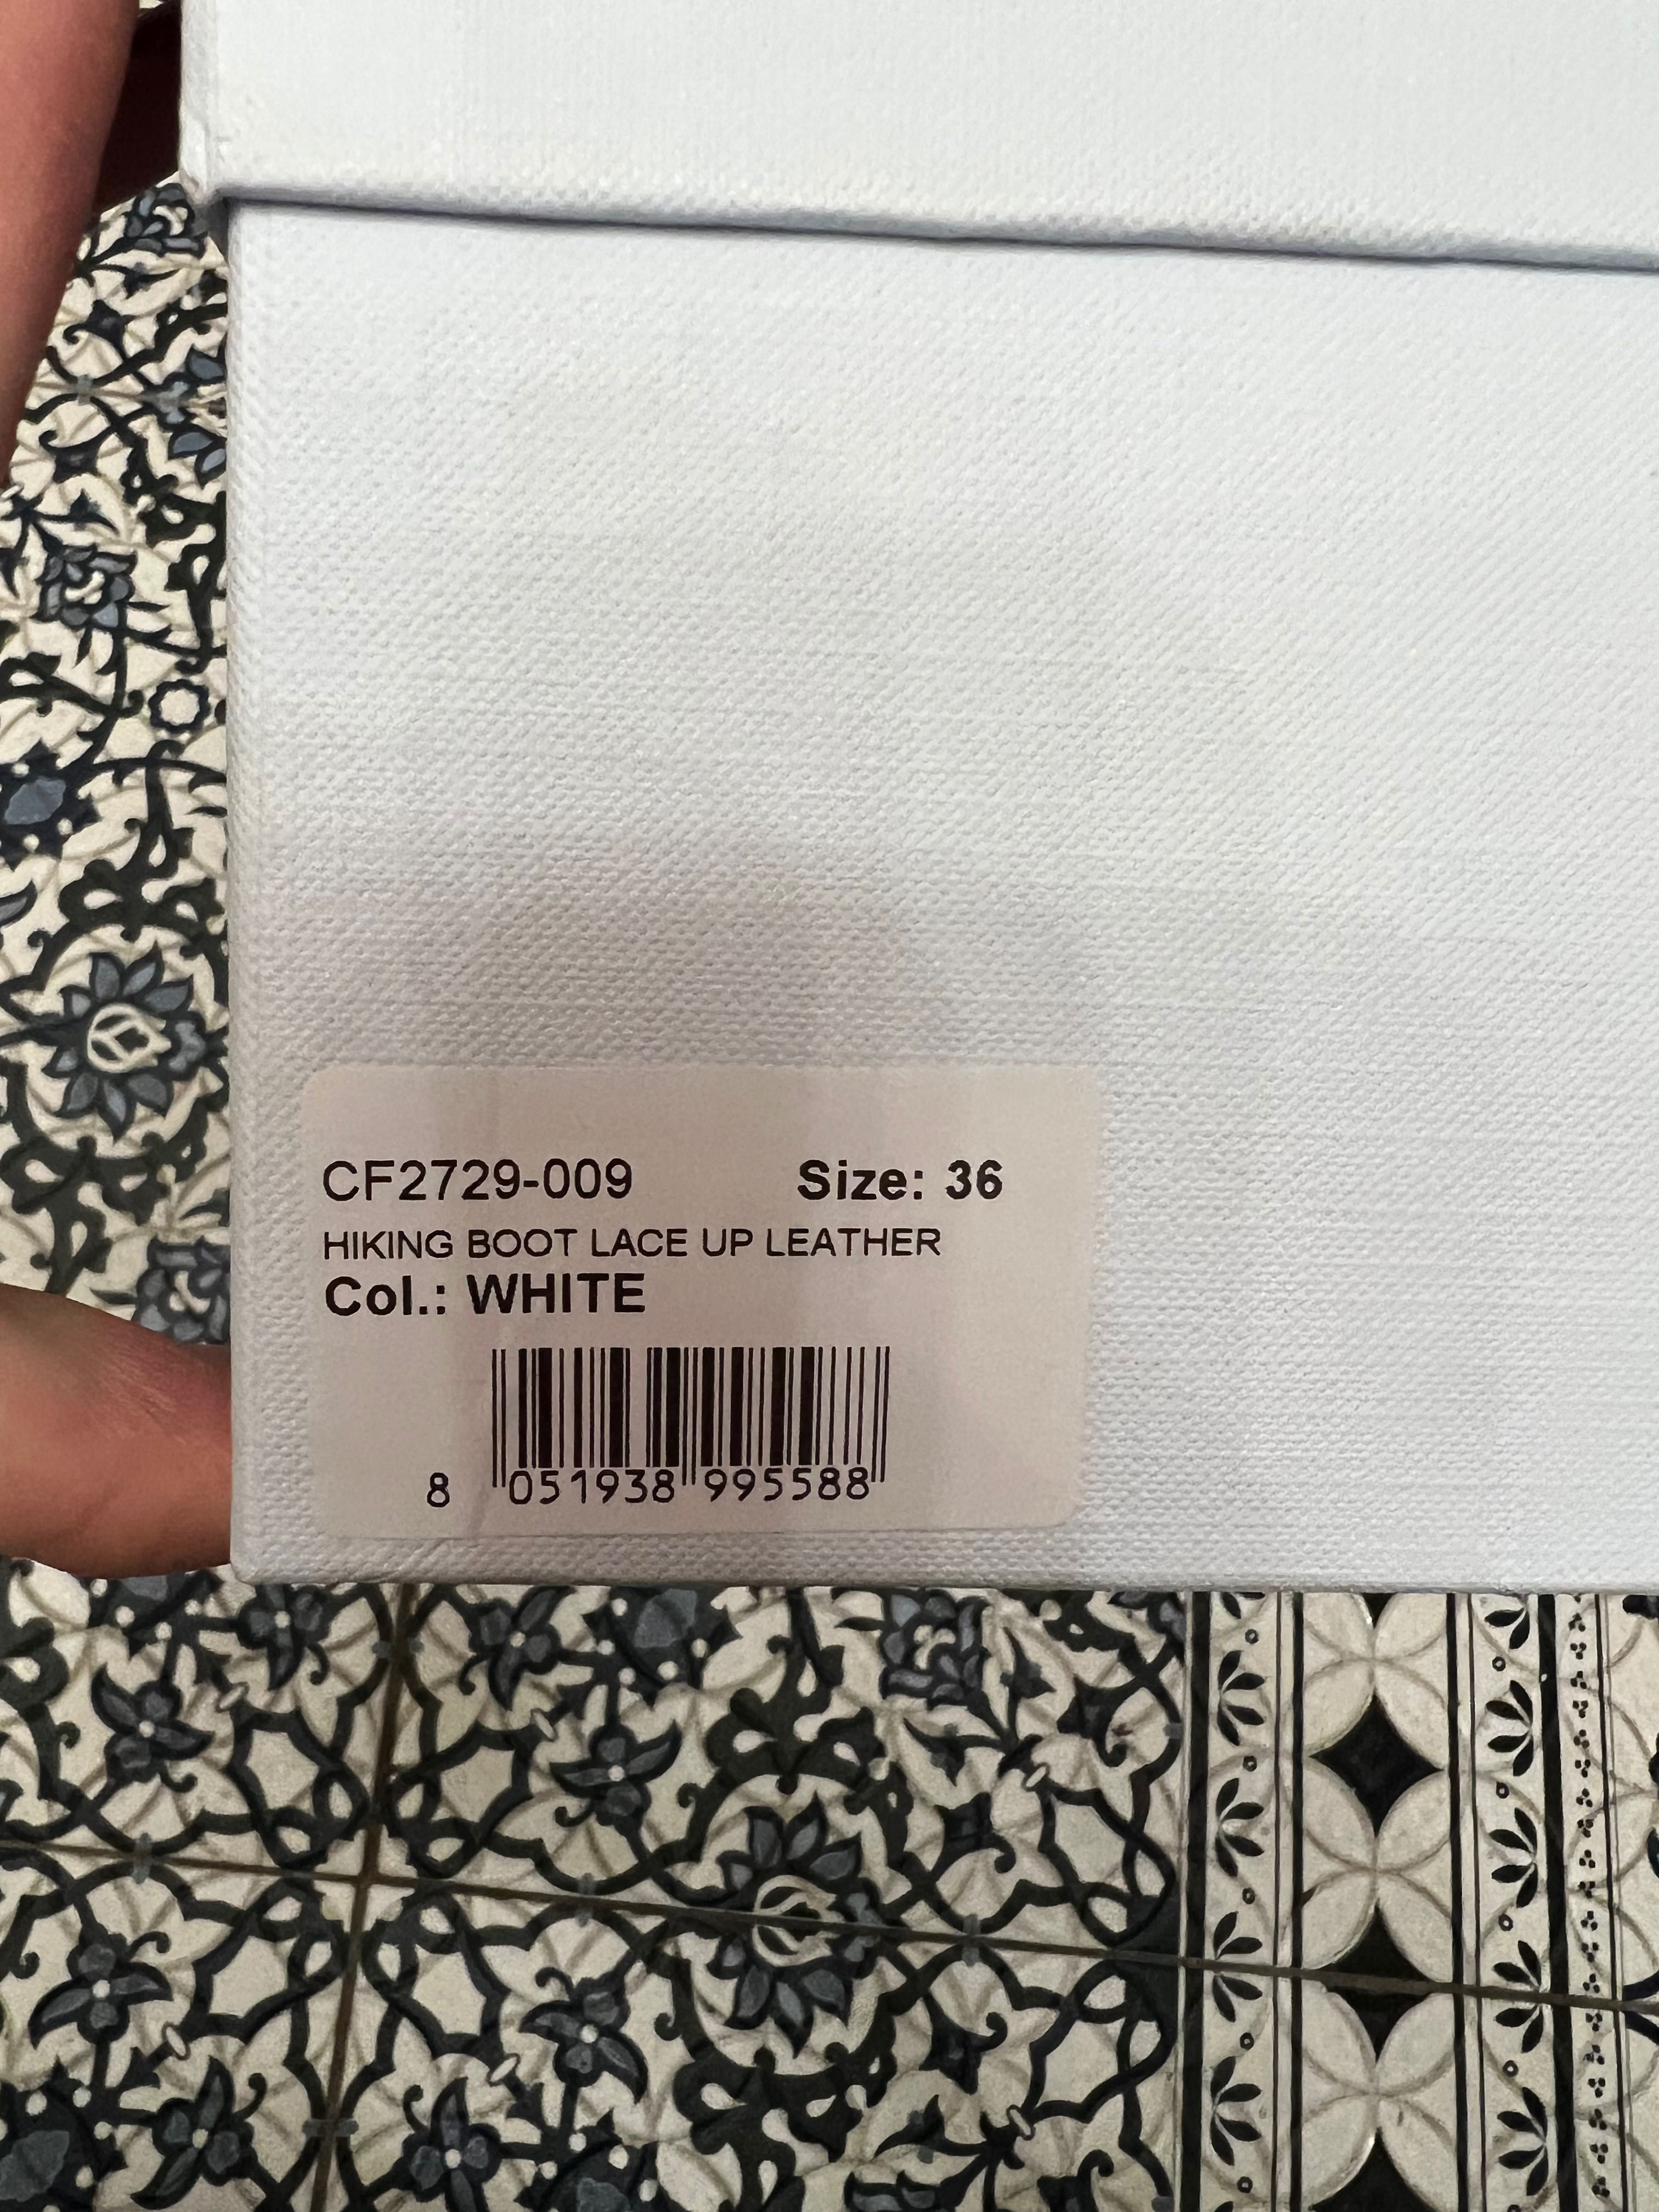 CF2729-009 Size: 36
HIKING BOOT LACE UP LEATHER
Col.: WHITE
8 051938 995588